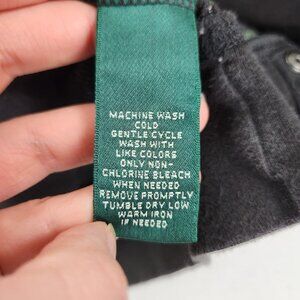 MACHINE WASH
COLD
GENTLE CYCLE
WASH WITH
LIKE COLORS
ONLY NON-
CHLORINE BLEACH
WHEN NEEDED
REMOVE PROMPTLY
TUMBLE DRY LOW
WARM IRON
IF NEEDED